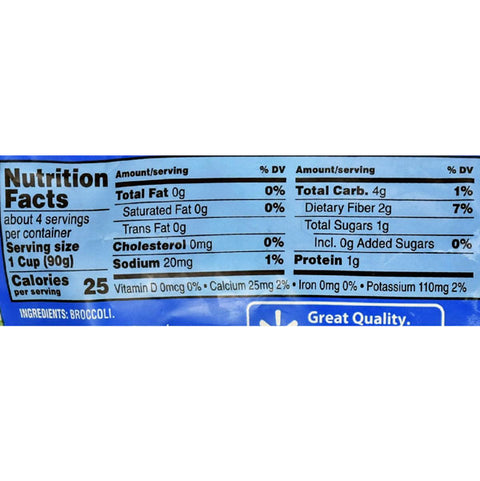 Nutrition
Facts
about 4 servings
per container
Serving size
1 Cup (90g)
Calories 25
per serving
Amount/serving % DV
Total Fat 0g 0%
Saturated Fat 0g 0%
Trans Fat 0g
Cholesterol 0mg 0%
Sodium 20mg 1%
Amount/serving % DV
Total Carb. 4g 1%
Dietary Fiber 2g 7%
Total Sugars 1g
Incl. 0g Added Sugars 0%
Protein 1g
Vitamin D 0mcg 0% • Calcium 25mg 2% • Iron 0mg 0% • Potassium 110mg 2%
INGREDIENTS: BROCCOLI.
Great Quality.